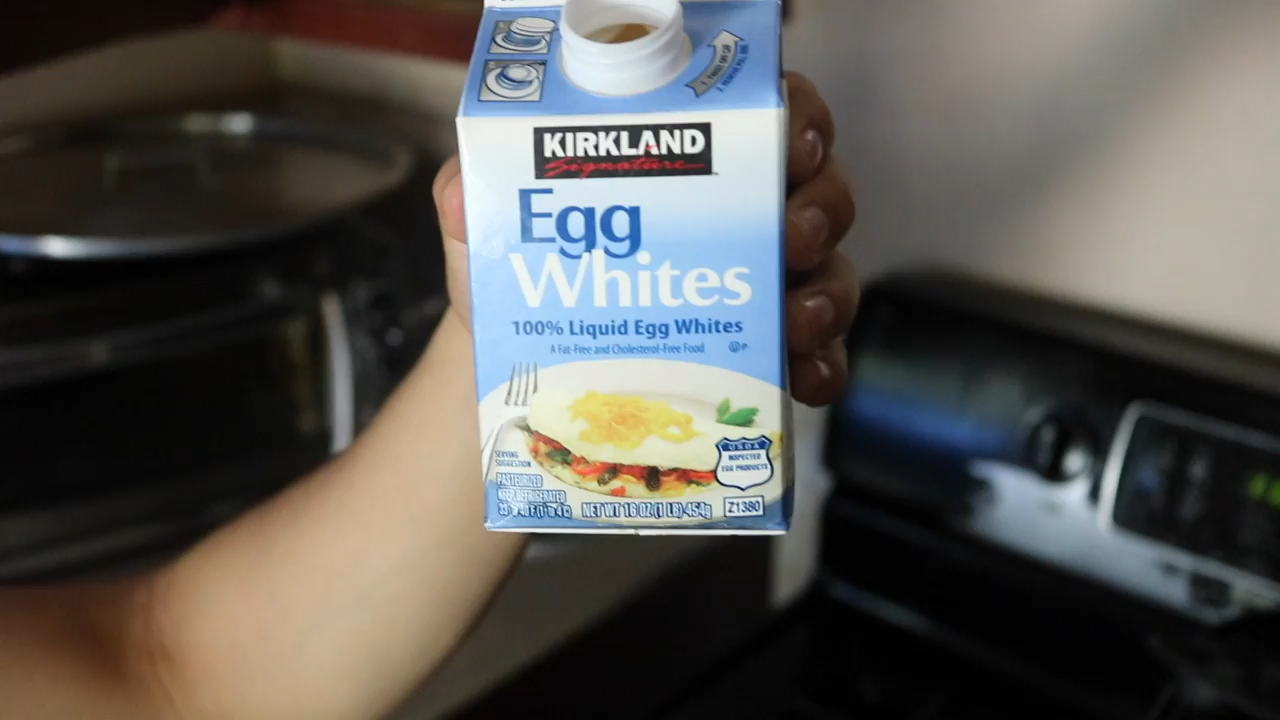 KIRKLAND
Signature
Egg
Whites
100% Liquid Egg Whites
A Fat-Free and Cholesterol-Free Food
SERVING
SUGGESTION
USDA
INSPECTED
EGG PRODUCTS
PASTEURIZED
KEEP REFRIGERATED
NET WT 16 OZ (1 LB) 454g
Z1380